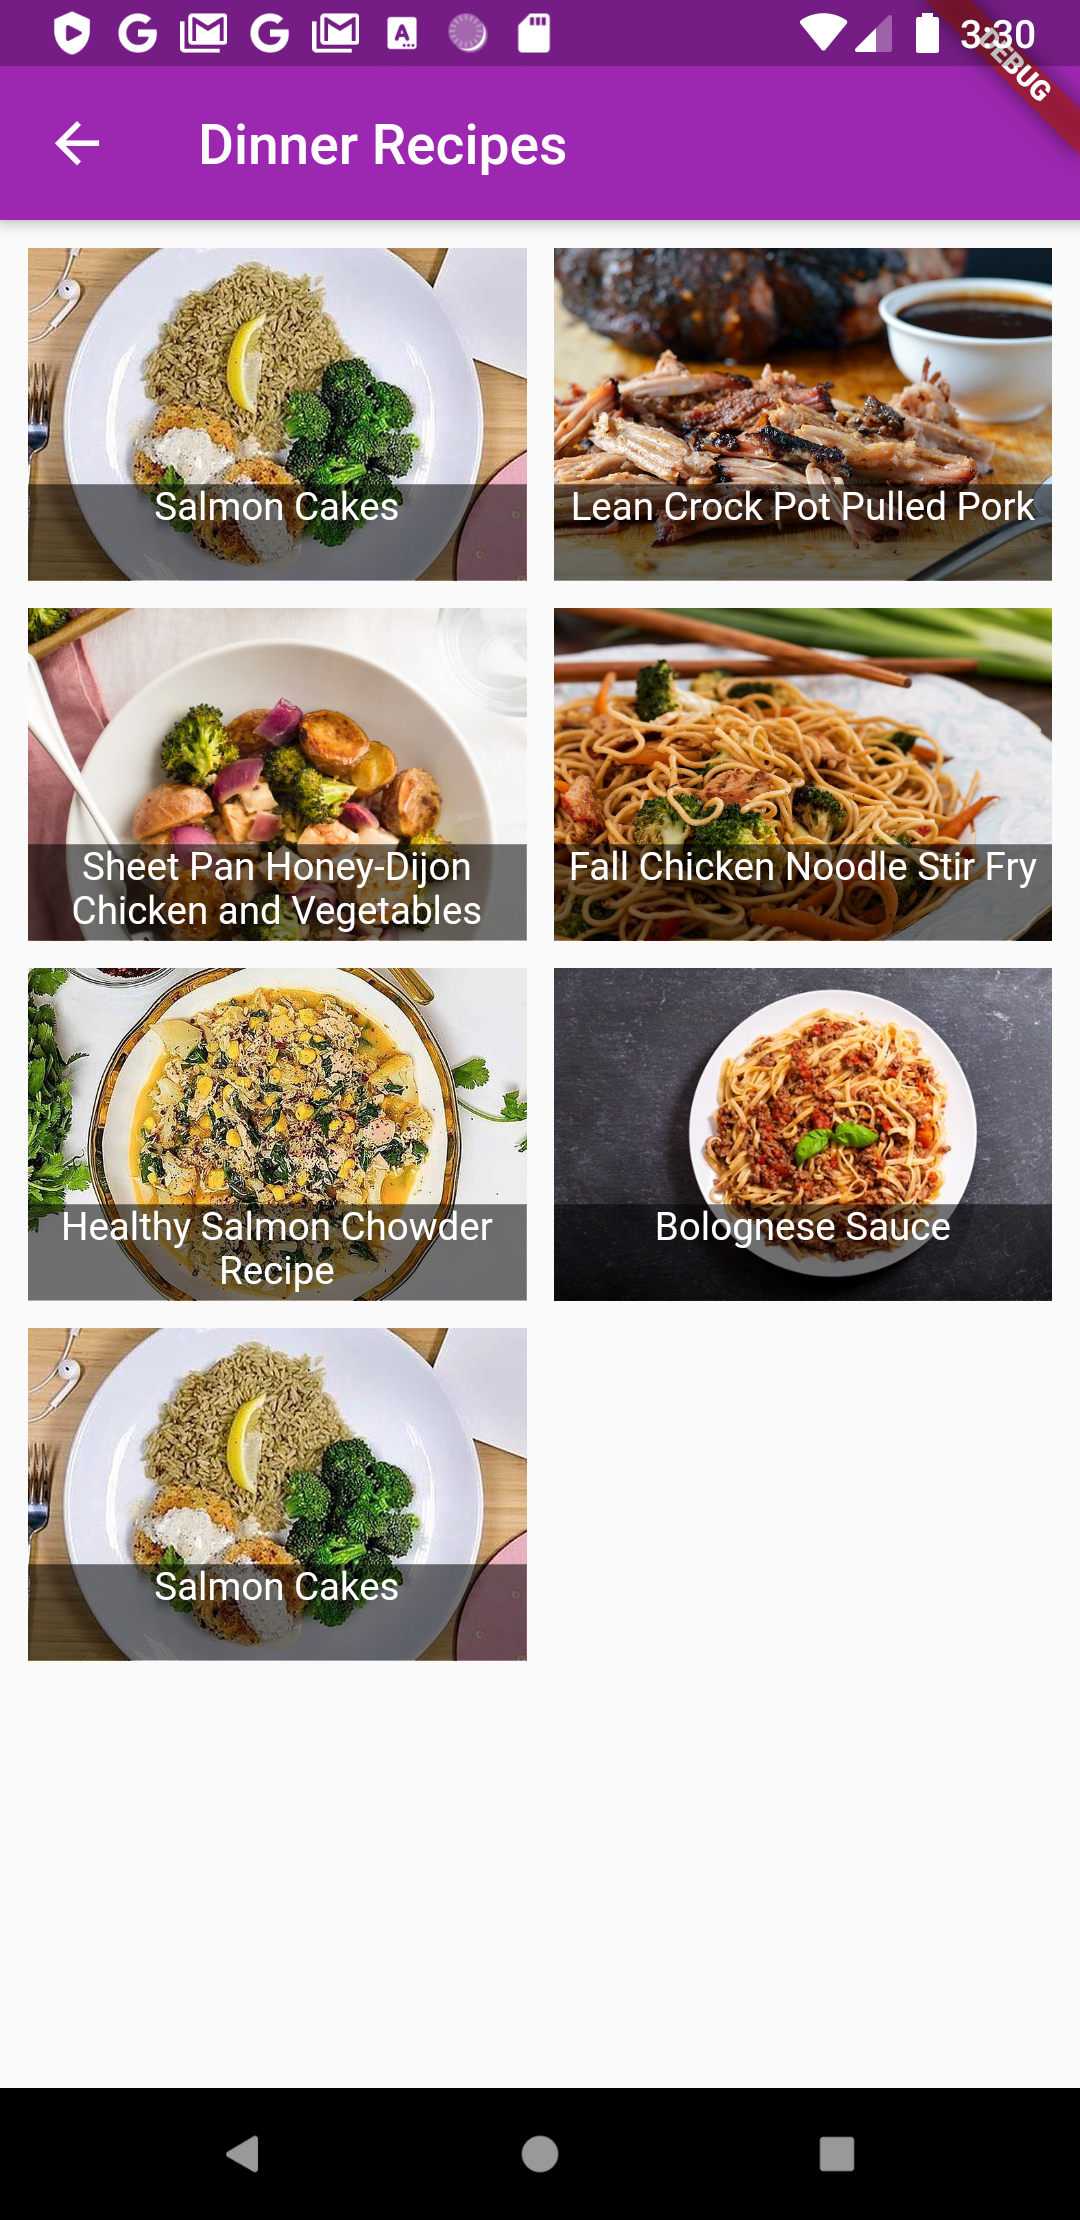 3:30
DEBUG
Dinner Recipes
Salmon Cakes
Lean Crock Pot Pulled Pork
Sheet Pan Honey-Dijon
Chicken and Vegetables
Fall Chicken Noodle Stir Fry
Healthy Salmon Chowder
Recipe
Bolognese Sauce
Salmon Cakes